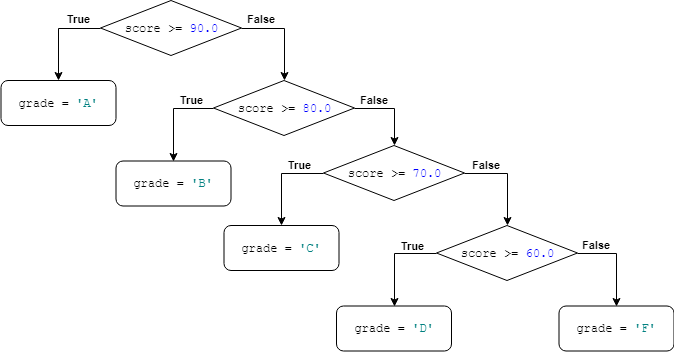 True
score >= 90.0
False
grade = 'A'
True
score >= 80.0
False
grade = 'B'
True
score >= 70.0
False
grade = 'C'
True
score >= 60.0
False
grade = 'D'
grade = 'F'